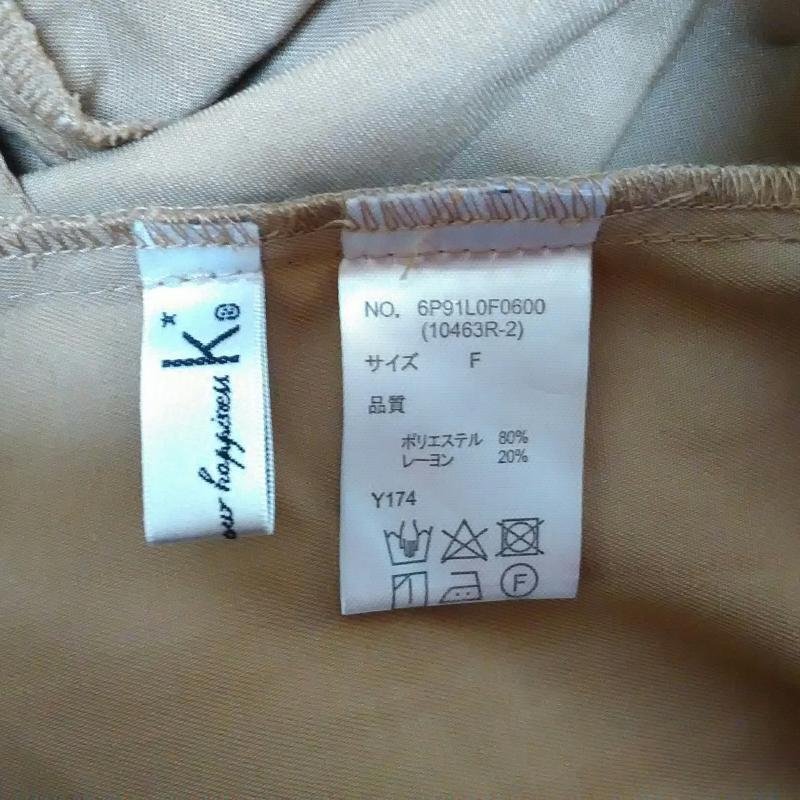 K
our happiness
NO. 6P91L0F0600
(10463R-2)
サイズ F
品質
ポリエステル 80%
レーヨン 20%
Y174
F